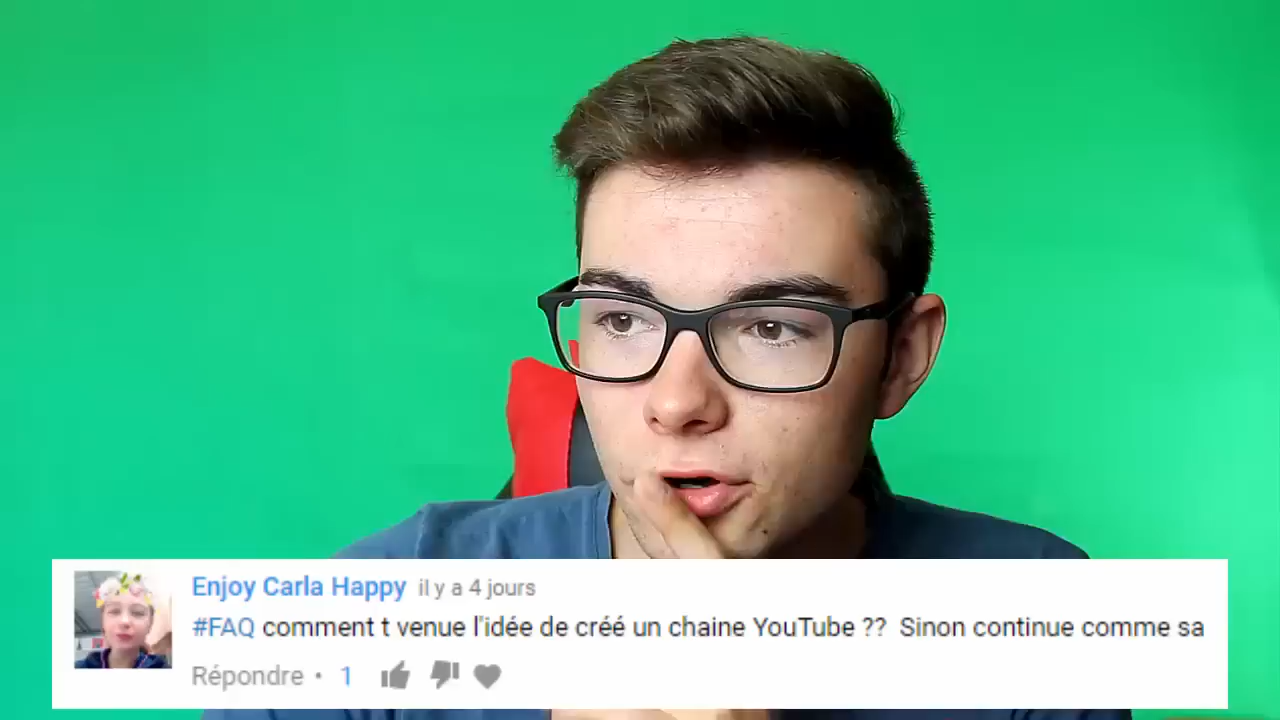 Enjoy Carla Happy il y a 4 jours
#FAQ comment t venue l'idée de créé un chaine YouTube ?? Sinon continue comme sa
Répondre • 1